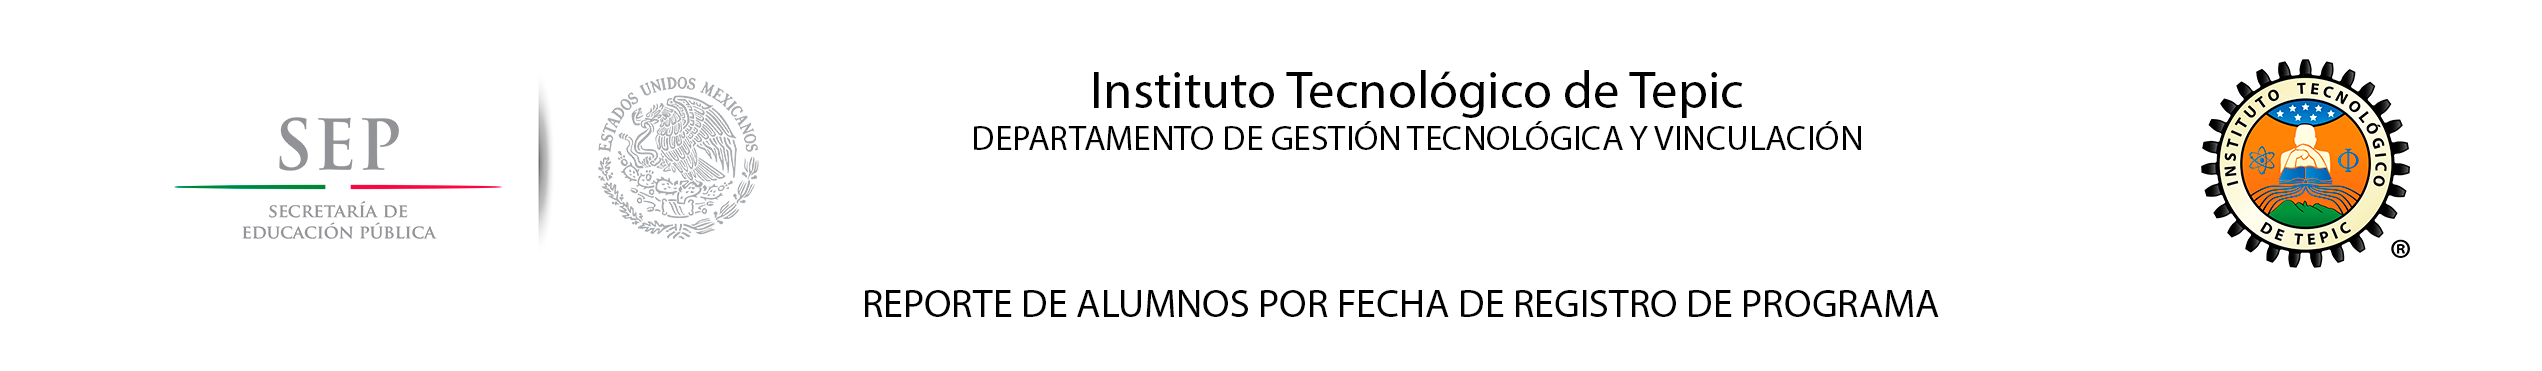 SEP
SECRETARÍA DE
EDUCACIÓN PÚBLICA
ESTADOS UNIDOS MEXICANOS
Instituto Tecnológico de Tepic
DEPARTAMENTO DE GESTIÓN TECNOLÓGICA Y VINCULACIÓN
REPORTE DE ALUMNOS POR FECHA DE REGISTRO DE PROGRAMA
INSTITUTO TECNOLÓGICO
DE TEPIC
Φ
®